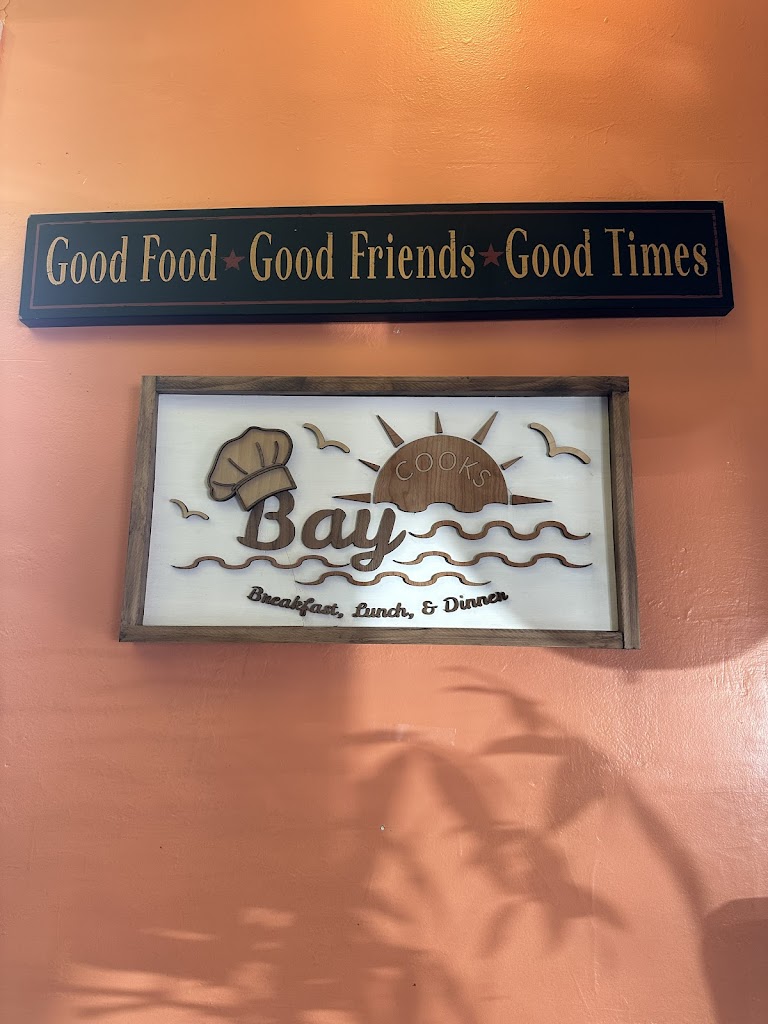 Good Food ★ Good Friends ★ Good Times
COOKS
Bay
Breakfast, Lunch, & Dinner